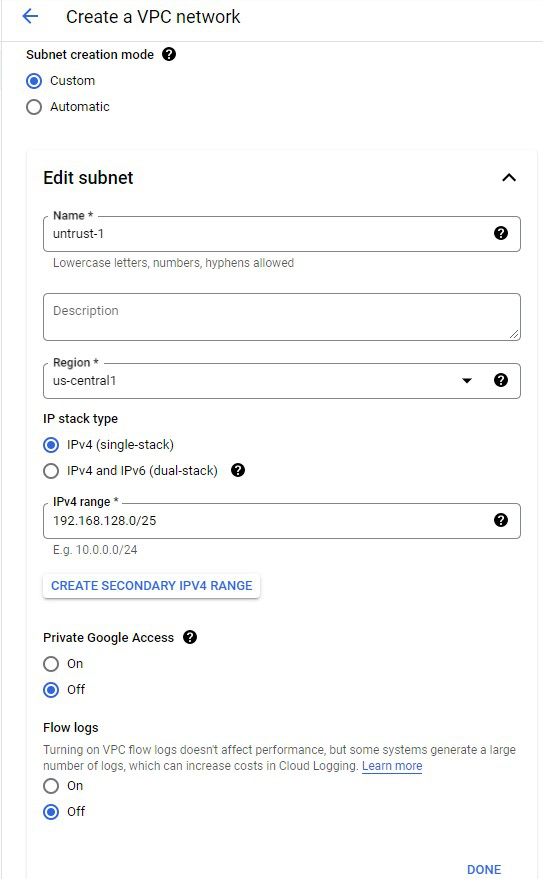 Create a VPC network
Subnet creation mode
Custom
Automatic
Edit subnet
Name *
untrust-1
Lowercase letters, numbers, hyphens allowed
Description
Region *
us-central1
IP stack type
IPv4 (single-stack)
IPv4 and IPv6 (dual-stack)
IPv4 range *
192.168.128.0/25
E.g. 10.0.0.0/24
CREATE SECONDARY IPV4 RANGE
Private Google Access
On
Off
Flow logs
Turning on VPC flow logs doesn't affect performance, but some systems generate a large
number of logs, which can increase costs in Cloud Logging. Learn more
On
Off
DONE